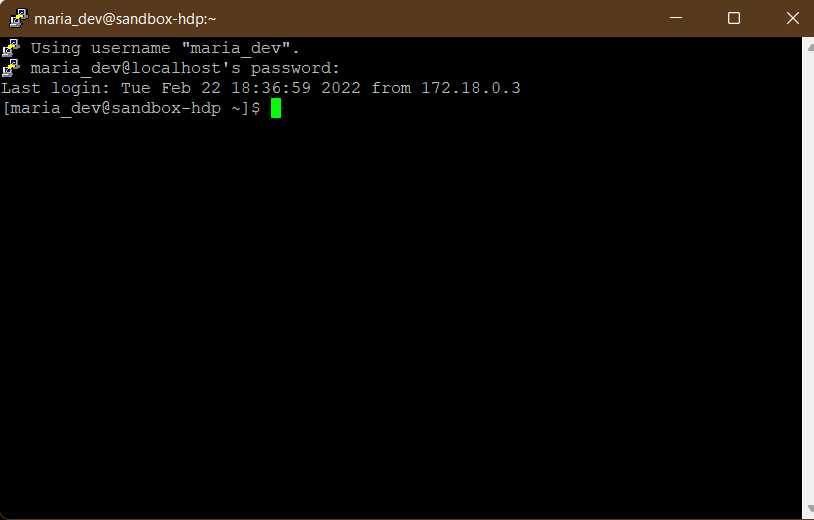 maria_dev@sandbox-hdp:~
Using username "maria_dev".
maria_dev@localhost's password:
Last login: Tue Feb 22 18:36:59 2022 from 172.18.0.3
[maria_dev@sandbox-hdp ~]$